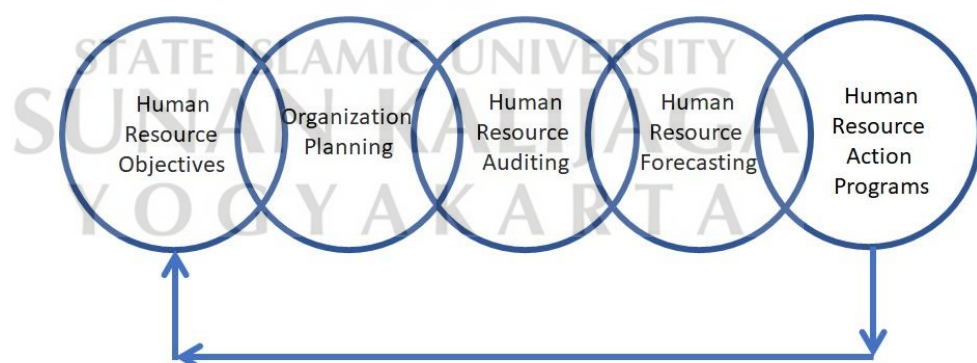 STATE ISLAMIC UNIVERSITY
SUNAN KALIJAGA
YOGYAKARTA
Human
Resource
Objectives
Organization
Planning
Human
Resource
Auditing
Human
Resource
Forecasting
Human
Resource
Action
Programs